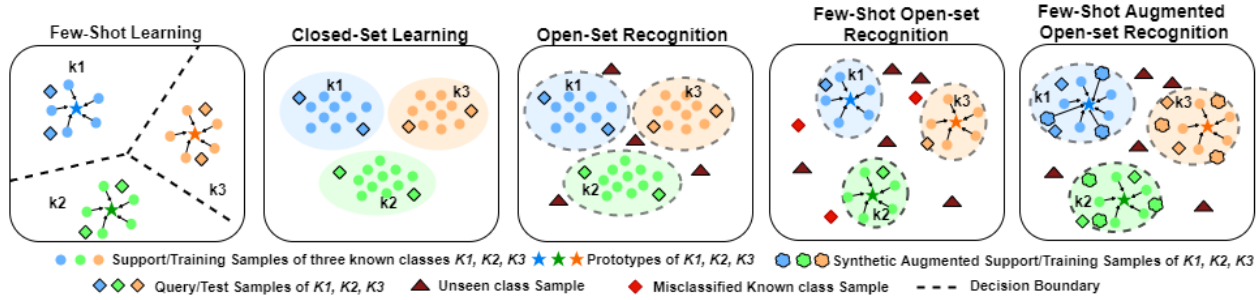 Few-Shot Learning
Closed-Set Learning
Open-Set Recognition
Few-Shot Open-set
Recognition
Few-Shot Augmented
Open-set Recognition
k1
k2
k3
k3
k2
k1
k3
k2
k1
k3
k2
k1
k3
k2
Support/Training Samples of three known classes K1, K2, K3
Prototypes of K1, K2, K3
Synthetic Augmented Support/Training Samples of K1, K2, K3
Query/Test Samples of K1, K2, K3
Unseen class Sample
Misclassified Known class Sample
Decision Boundary